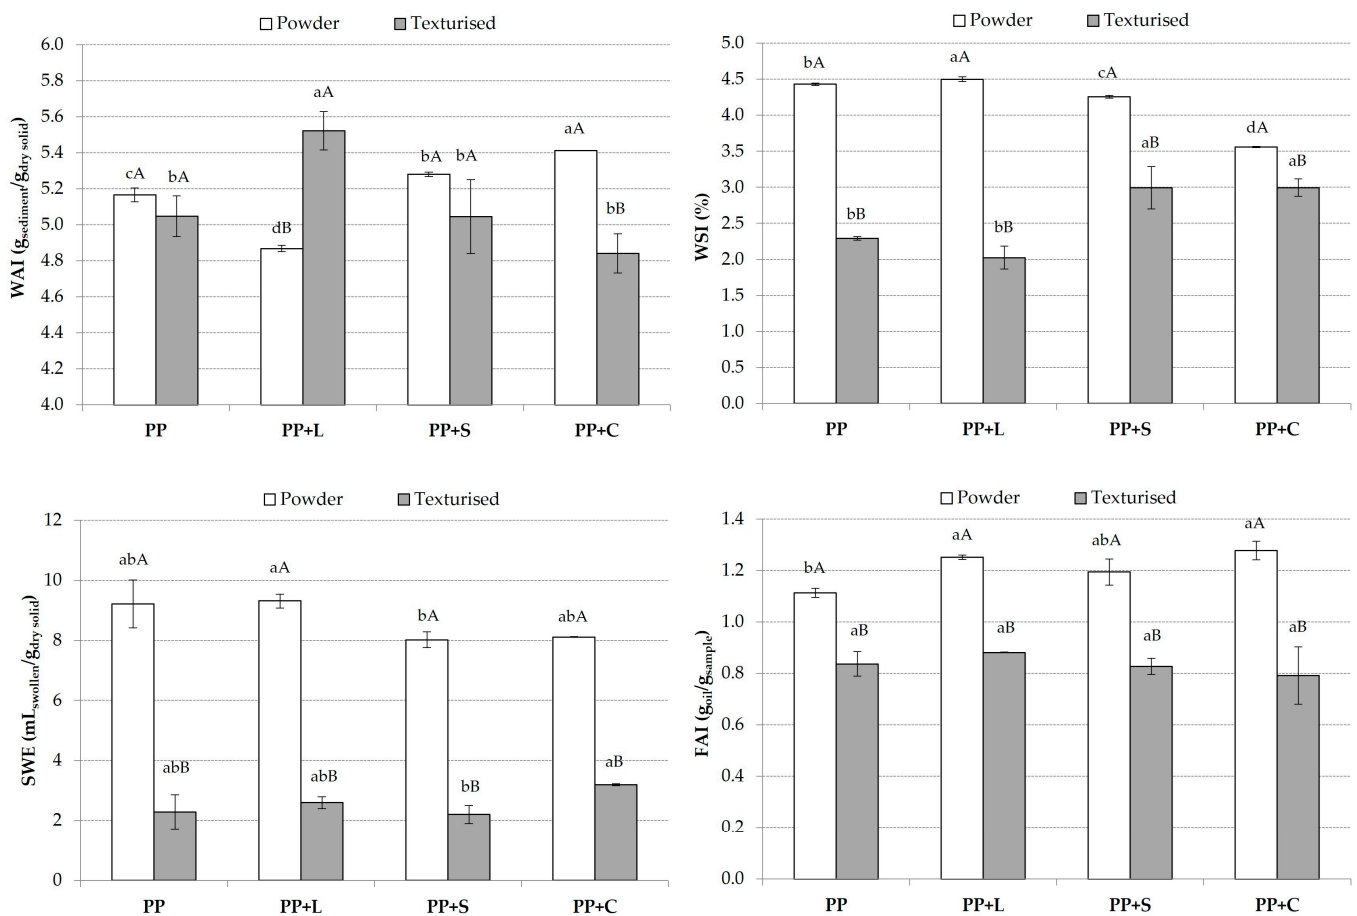 Powder Texturised
WAI (gsediment/gdry solid)
6.0
5.8
5.6
5.4
5.2
5.0
4.8
4.6
4.4
4.2
4.0
cA bA dB aA bA bA aA bB
PP PP+L PP+S PP+C
Powder Texturised
WSI (%)
5.0
4.5
4.0
3.5
3.0
2.5
2.0
1.5
1.0
0.5
0.0
bA bB aA bB cA aB dA aB
PP PP+L PP+S PP+C
Powder Texturised
SWE (mLswollen/gdry solid)
12
10
8
6
4
2
0
abA abB aA abB bA bB abA aB
PP PP+L PP+S PP+C
Powder Texturised
FAI (goil/gsample)
1.4
1.2
1.0
0.8
0.6
0.4
0.2
0.0
bA aB aA aB abA aB aA aB
PP PP+L PP+S PP+C